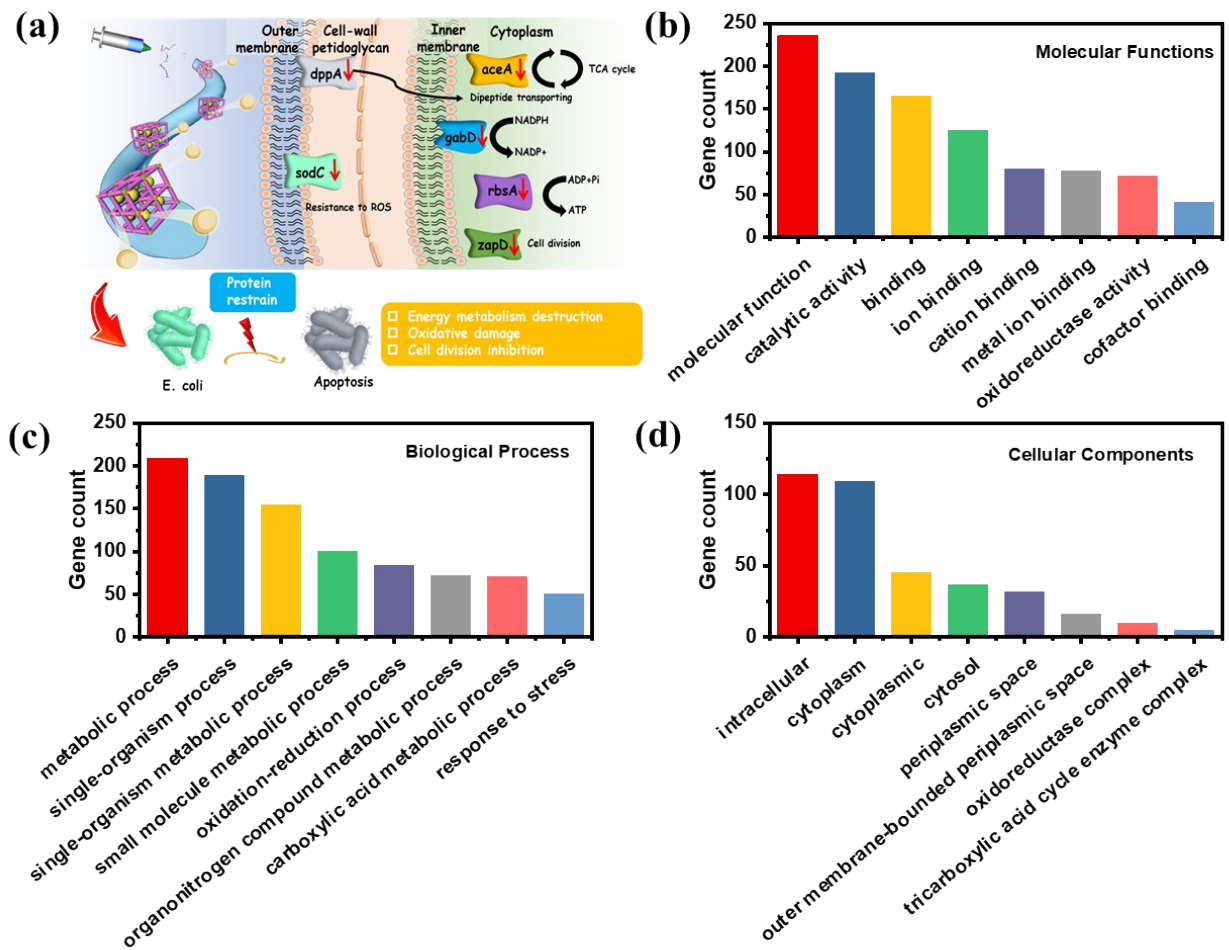 (a)
Outer
membrane
Cell-wall
petidoglycan
Inner
membrane
Cytoplasm
dppA
aceA
TCA cycle
Dipeptide transporting
gabD
NADPH
NADP+
sodC
Resistance to ROS
rbsA
ADP+Pi
ATP
zapD
Cell division
Protein
restrain
E. coli
Apoptosis
Energy metabolism destruction
Oxidative damage
Cell division inhibition
(b)
Molecular Functions
Gene count
250
200
150
100
50
0
molecular function
catalytic activity
binding
ion binding
cation binding
metal ion binding
oxidoreductase activity
cofactor binding
(c)
Biological Process
Gene count
250
200
150
100
50
0
metabolic process
single-organism process
single-organism metabolic process
small molecule metabolic process
oxidation-reduction process
organonitrogen compound metabolic process
carboxylic acid metabolic process
response to stress
(d)
Cellular Components
Gene count
150
100
50
0
intracellular
cytoplasm
cytoplasmic
cytosol
periplasmic space
outer membrane-bounded periplasmic space
oxidoreductase complex
tricarboxylic acid cycle enzyme complex